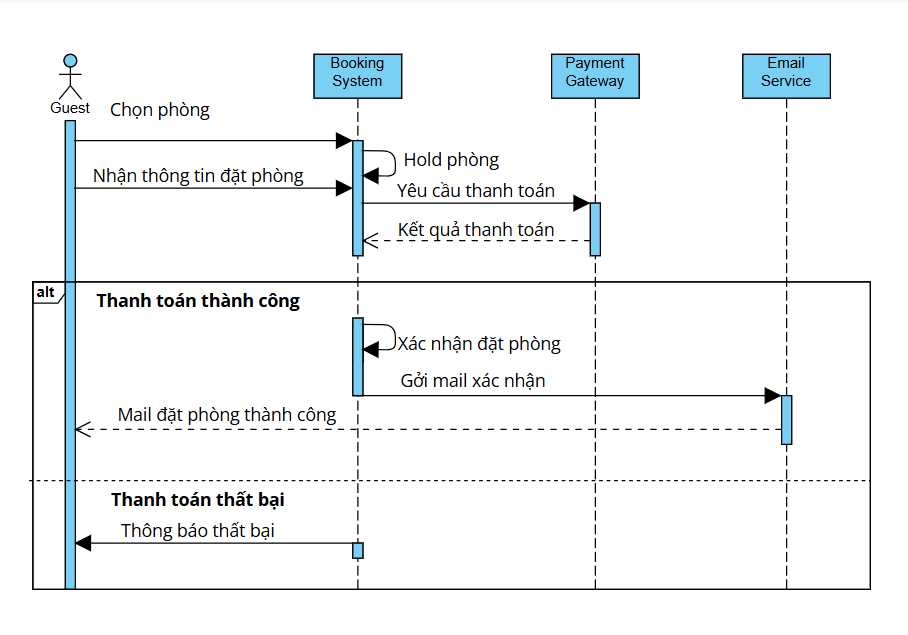 Booking
System
Payment
Gateway
Email
Service
Guest
Chọn phòng
Hold phòng
Nhận thông tin đặt phòng
Yêu cầu thanh toán
Kết quả thanh toán
alt
Thanh toán thành công
Xác nhận đặt phòng
Gởi mail xác nhận
Mail đặt phòng thành công
Thanh toán thất bại
Thông báo thất bại